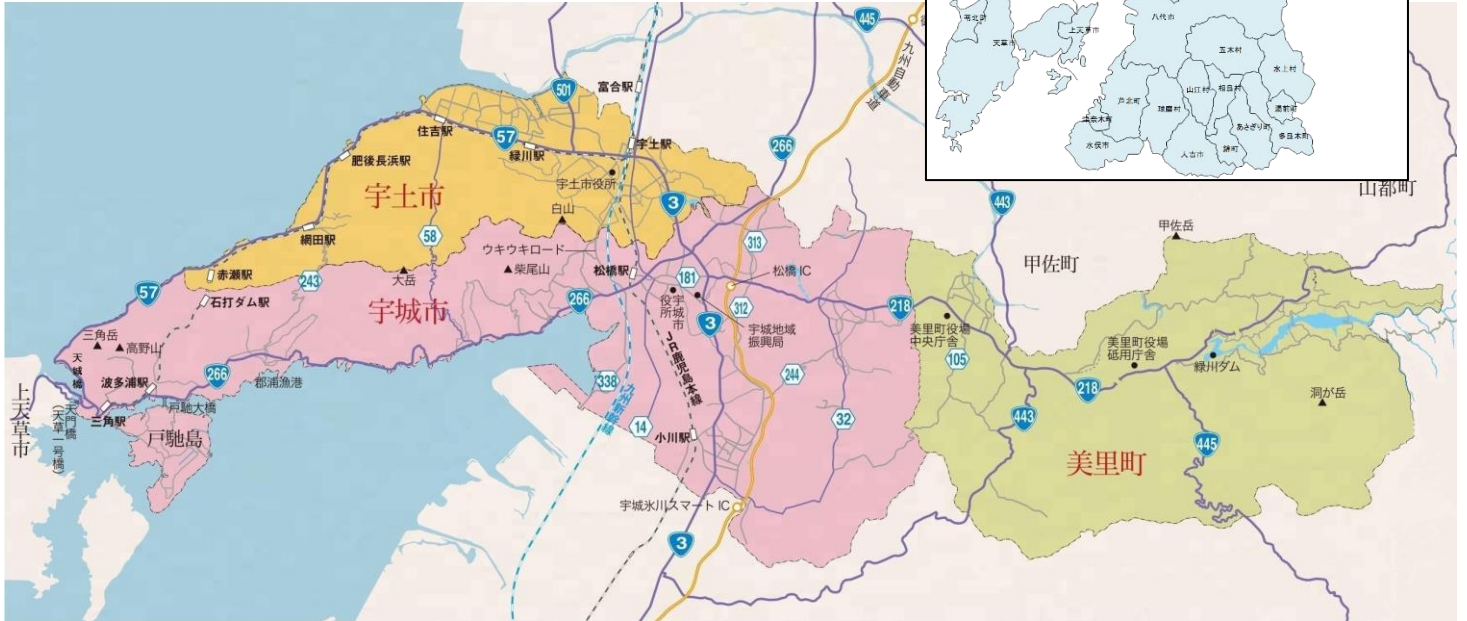 苓北町
天草市
上天草市
八代市
五木村
水上村
山江村
相良村
湯前町
芦北町
球磨村
あさぎり町
多良木町
津奈木町
水俣市
人吉市
錦町
445
九州自動車道
富合駅
501
住吉駅
57
緑川駅
宇土駅
266
肥後長浜駅
宇土市役所
宇土市
白山
3
443
山都町
甲佐岳
58
網田駅
ウキウキロード
313
甲佐町
赤瀬駅
243
大岳
柴尾山
松橋駅
松橋IC
57
石打ダム駅
宇城市
266
181
宇城市
役所
宇城地域
振興局
312
3
218
美里町役場
中央庁舎
美里町役場
砥用庁舎
緑川ダム
三角岳
高野山
天城橋
波多浦駅
266
郡浦漁港
JR鹿児島本線
九州新幹線
338
244
105
218
洞が岳
上天草市
天門橋
(天草一号橋)
三角駅
戸馳大橋
戸馳島
14
小川駅
32
443
445
美里町
宇城氷川スマートIC
3